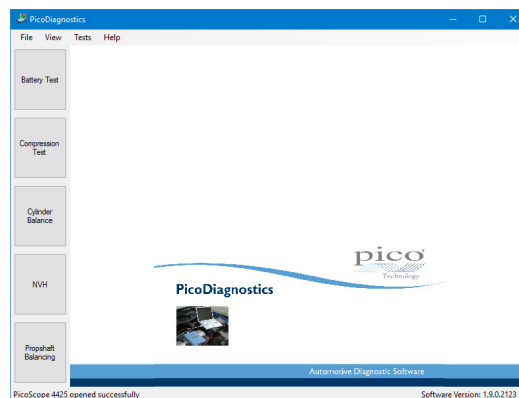 PicoDiagnostics
File View Tests Help
Battery Test
Compression
Test
Cylinder
Balance
NVH
Propshaft
Balancing
pico
Technology
PicoDiagnostics
Automotive Diagnostic Software
PicoScope 4425 opened successfully
Software Version: 1.9.0.2123